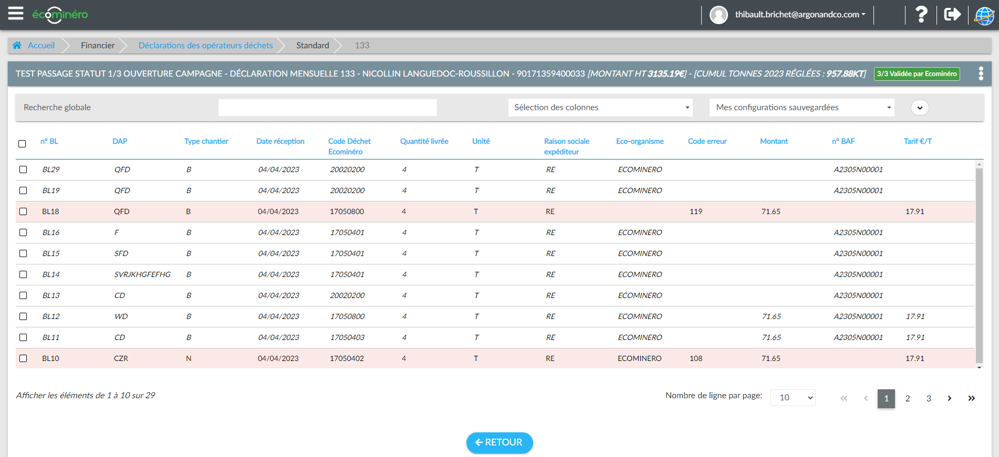 écominéro
thibault.brichet@argonandco.com
Accueil Financier Déclarations des opérateurs déchets Standard 133
TEST PASSAGE STATUT 1/3 OUVERTURE CAMPAGNE - DÉCLARATION MENSUELLE 133 - NICOLLIN LANGUEDOC-ROUSSILLON - 90171359400033 [MONTANT HT 3135.19€] - [CUMUL TONNES 2023 RÉGLÉES : 957.88KT] 3/3 Validée par Ecominéro
Recherche globale Sélection des colonnes Mes configurations sauvegardées
n° BL DAP Type chantier Date réception Code Déchet Ecominéro Quantité livrée Unité Raison sociale expéditeur Eco-organisme Code erreur Montant n° BAF Tarif €/T
BL29 QFD B 04/04/2023 20020200 4 T RE ECOMINERO A2305N00001
BL19 QFD B 04/04/2023 20020200 4 T RE ECOMINERO A2305N00001
BL18 QFD B 04/04/2023 17050800 4 T RE 119 71.65 17.91
BL16 F B 04/04/2023 17050401 4 T RE ECOMINERO A2305N00001
BL15 SFD B 04/04/2023 17050401 4 T RE ECOMINERO A2305N00001
BL14 SVRJKHGFEFHG B 04/04/2023 17050401 4 T RE ECOMINERO A2305N00001
BL13 CD B 04/04/2023 20020200 4 T RE ECOMINERO A2305N00001
BL12 WD B 04/04/2023 17050800 4 T RE ECOMINERO 71.65 A2305N00001 17.91
BL11 CD B 04/04/2023 17050403 4 T RE ECOMINERO 71.65 A2305N00001 17.91
BL10 CZR N 04/04/2023 17050402 4 T RE ECOMINERO 108 71.65 17.91
Afficher les éléments de 1 à 10 sur 29 Nombre de ligne par page: 10 « ‹ 1 2 3 › »
RETOUR